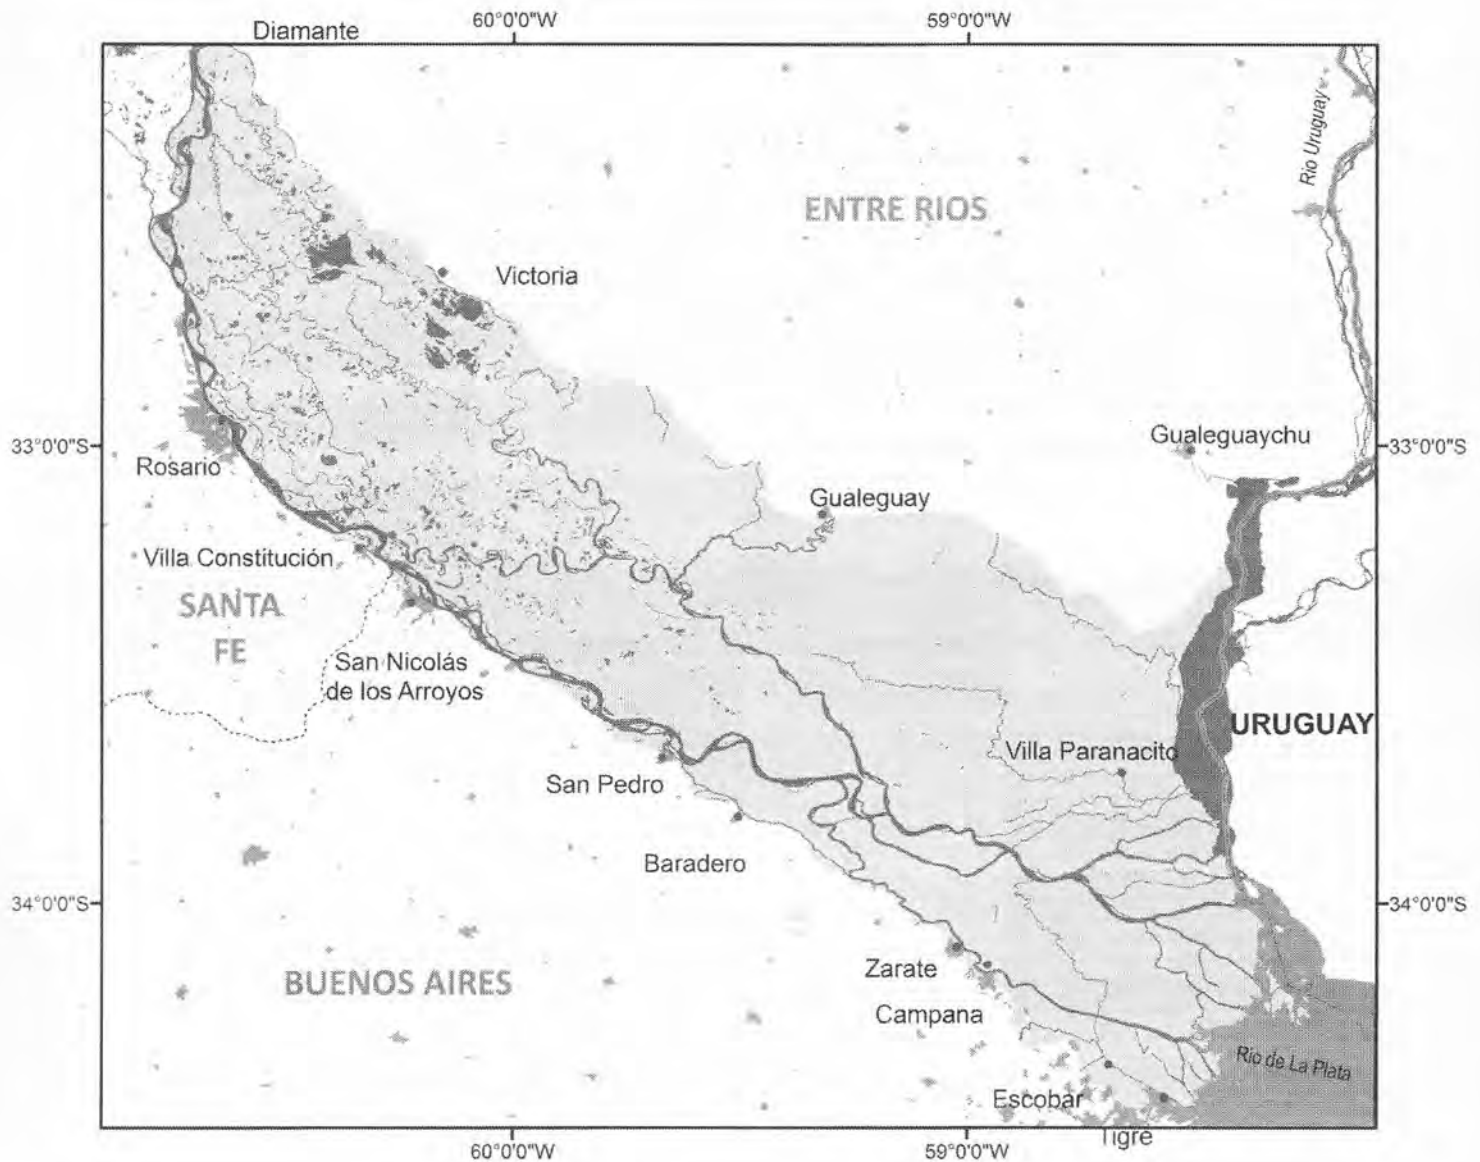 Diamante
60°0'0"W
59°0'0"W
Rio Uruguay
ENTRE RIOS
Victoria
33°0'0"S
Gualeguaychu
33°0'0"S
Rosario
Gualeguay
Villa Constitución
SANTA
FE
San Nicolás
de los Arroyos
URUGUAY
Villa Paranacito
San Pedro
Baradero
34°0'0"S
34°0'0"S
Zarate
BUENOS AIRES
Campana
Rio de La Plata
Escobar
Tigre
60°0'0"W
59°0'0"W